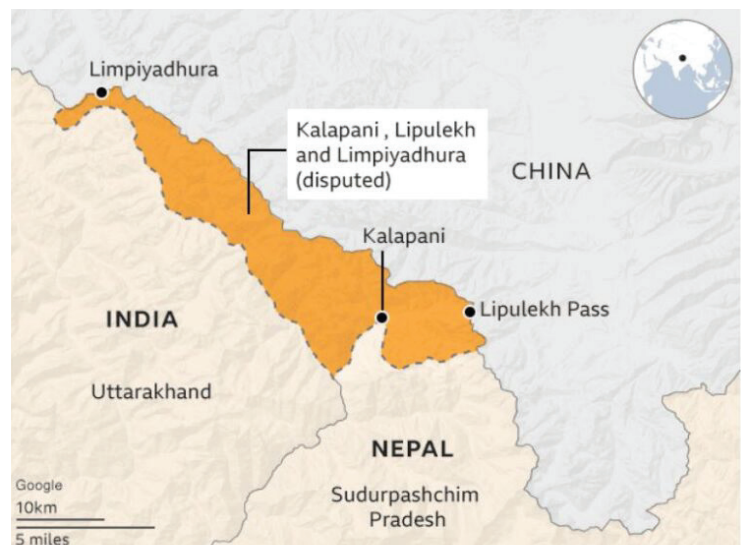 Limpiyadhura
Kalapani , Lipulekh
and Limpiyadhura
(disputed)
CHINA
Kalapani
Lipulekh Pass
INDIA
Uttarakhand
NEPAL
Sudurpashchim
Pradesh
Google
10km
5 miles